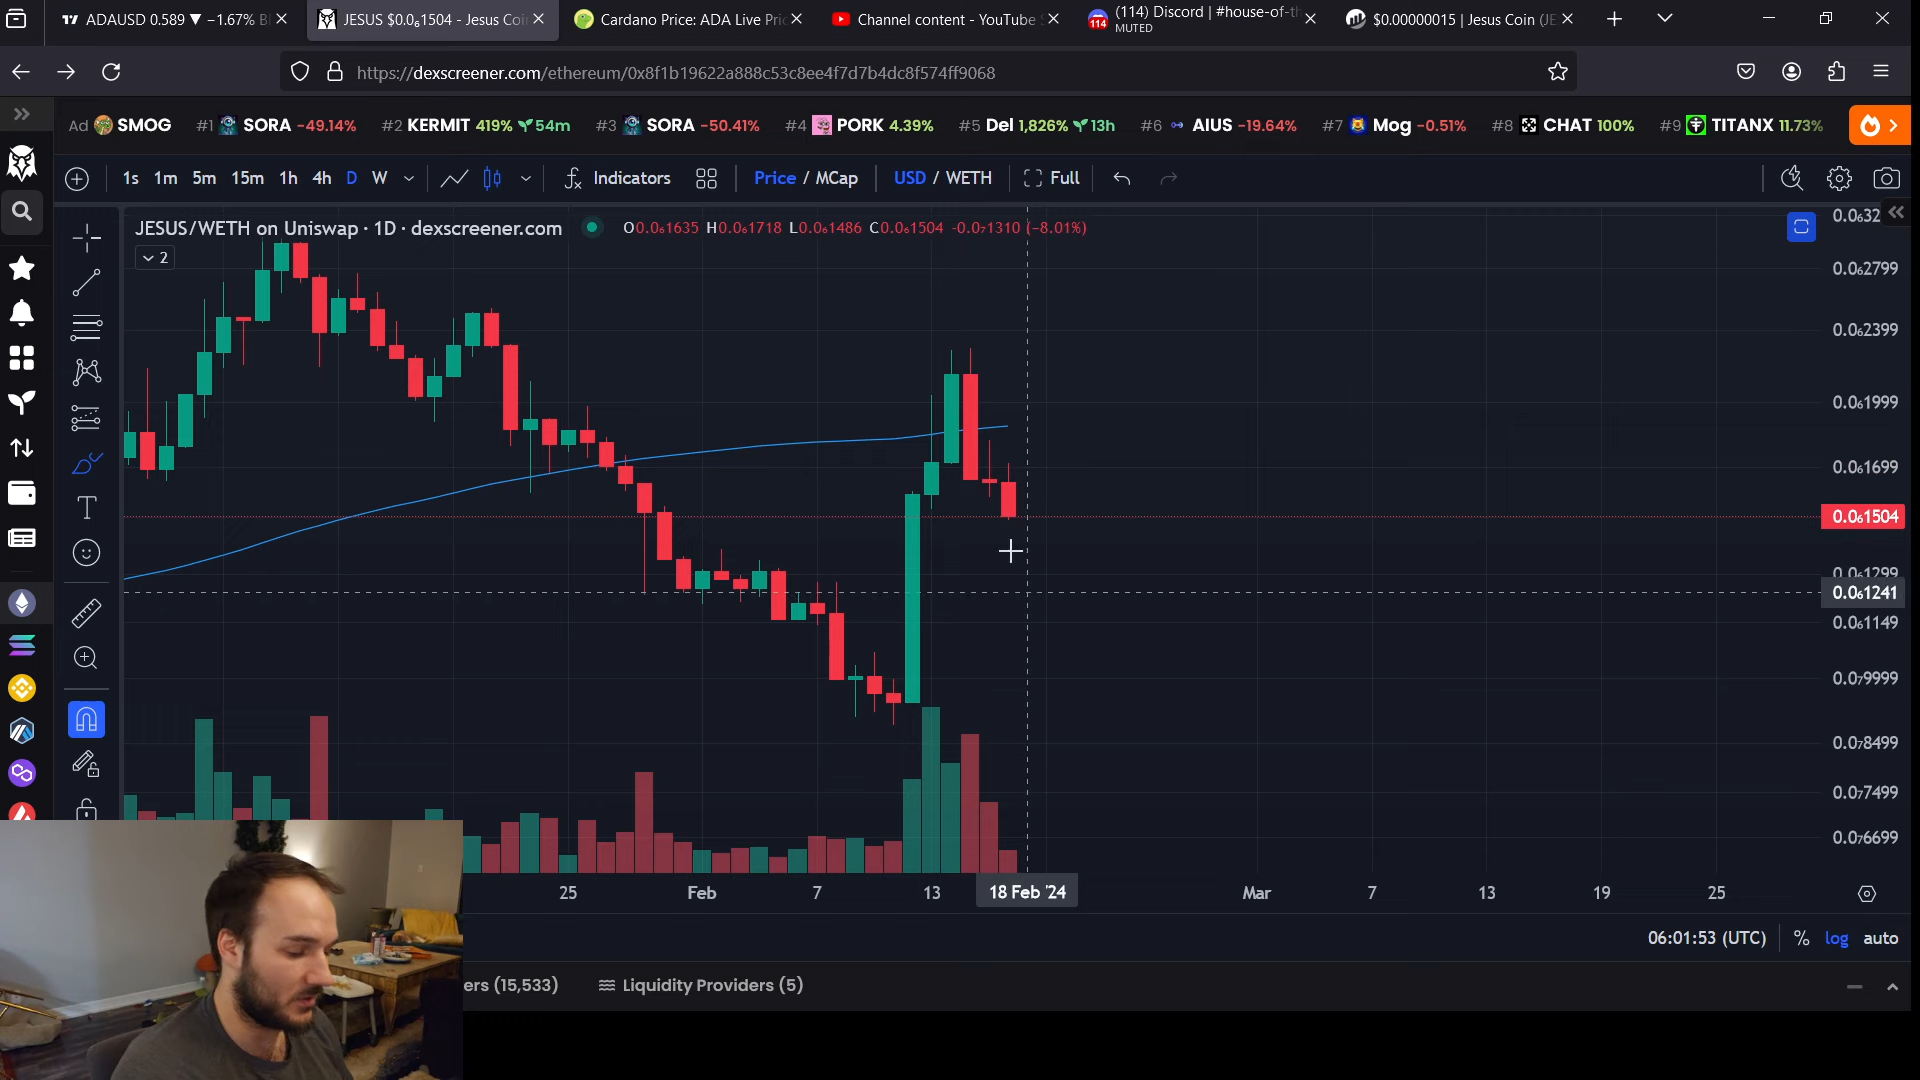 ADAUSD 0.589 ▼ −1.67%
JESUS $0.0₆1504 - Jesus Coi
Cardano Price: ADA Live Pri
Channel content - YouTube
(114) Discord | #house-of-th
MUTED
$0.00000015 | Jesus Coin (JE
https://dexscreener.com/ethereum/0x8f1b19622a888c53c8ee4f7d7b4dc8f574ff9068
Ad SMOG #1 SORA -49.14% #2 KERMIT 419% 54m #3 SORA -50.41% #4 PORK 4.39% #5 Del 1,826% 13h #6 AIUS -19.64% #7 Mog -0.51% #8 CHAT 100% #9 TITANX 11.73%
1s 1m 5m 15m 1h 4h D W Indicators Price / MCap USD / WETH Full
JESUS/WETH on Uniswap · 1D · dexscreener.com O0.0₆1635 H0.0₆1718 L0.0₆1486 C0.0₆1504 -0.0₇1310 (−8.01%)
2
0.0₆32
0.0₆2799
0.0₆2399
0.0₆1999
0.0₆1699
0.0₆1504
0.0₆1299
0.0₆1241
0.0₆1149
0.0₇9999
0.0₇8499
0.0₇7499
0.0₇6699
25 Feb 7 13 18 Feb '24 Mar 7 13 19 25
06:01:53 (UTC) % log auto
ers (15,533) Liquidity Providers (5)